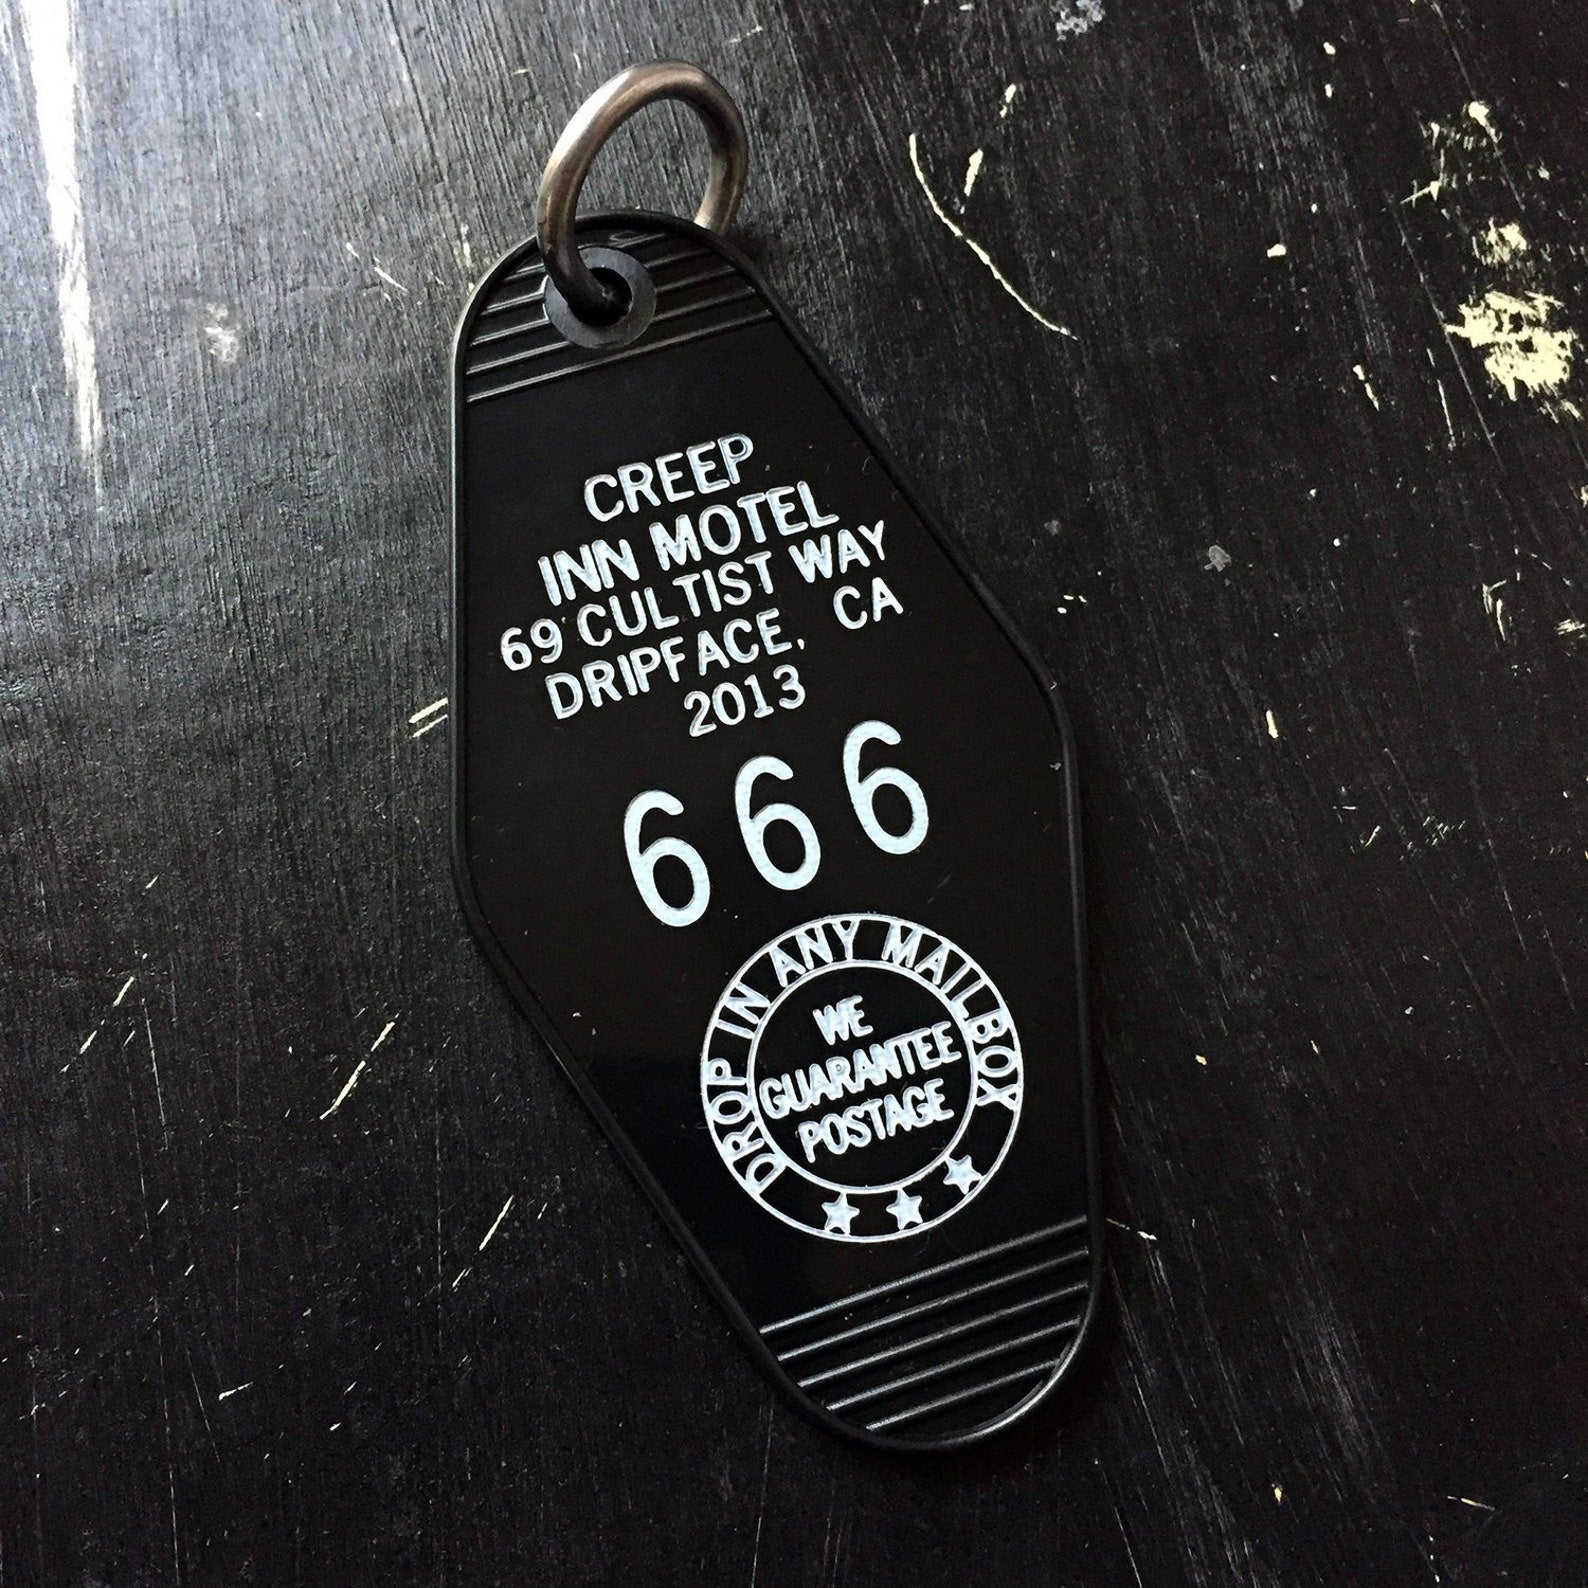 CREEP
INN MOTEL
69 CULTIST WAY
DRIPFACE, CA
2013
666
DROP IN ANY MAILBOX
WE
GUARANTEE
POSTAGE